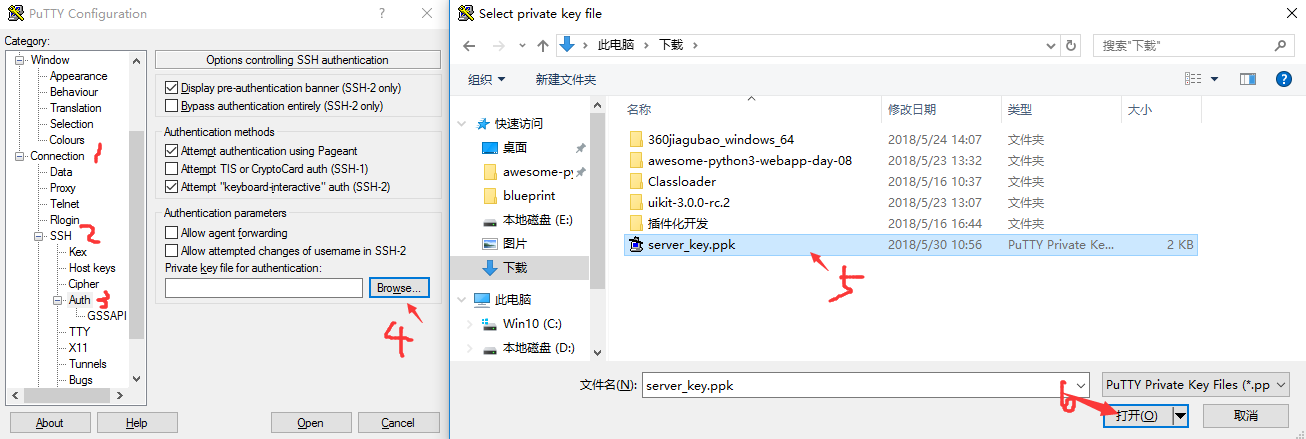 PuTTY Configuration
?
Category:
Window
Appearance
Behaviour
Translation
Selection
Colours
Connection 1
Data
Proxy
Telnet
Rlogin
SSH 2
Kex
Host keys
Cipher
Auth 3
GSSAPI
TTY
X11
Tunnels
Bugs
Options controlling SSH authentication
Display pre-authentication banner (SSH-2 only)
Bypass authentication entirely (SSH-2 only)
Authentication methods
Attempt authentication using Pageant
Attempt TIS or CryptoCard auth (SSH-1)
Attempt "keyboard-interactive" auth (SSH-2)
Authentication parameters
Allow agent forwarding
Allow attempted changes of username in SSH-2
Private key file for authentication:
Browse...
4
About
Help
Open
Cancel
Select private key file
此电脑 > 下载 >
搜索"下载"
组织
新建文件夹
?
名称 修改日期 类型 大小
快速访问
桌面
awesome-py
blueprint
本地磁盘 (E:)
图片
下载
此电脑
Win10 (C:)
本地磁盘 (D:)
360jiagubao_windows_64 2018/5/24 14:07 文件夹
awesome-python3-webapp-day-08 2018/5/23 13:32 文件夹
Classloader 2018/5/16 10:37 文件夹
uikit-3.0.0-rc.2 2018/5/23 13:07 文件夹
插件化开发 2018/5/16 16:44 文件夹
server_key.ppk 2018/5/30 10:56 PuTTY Private Ke... 2 KB
5
文件名(N): server_key.ppk
PuTTY Private Key Files (*.pp
6
打开(O)
取消